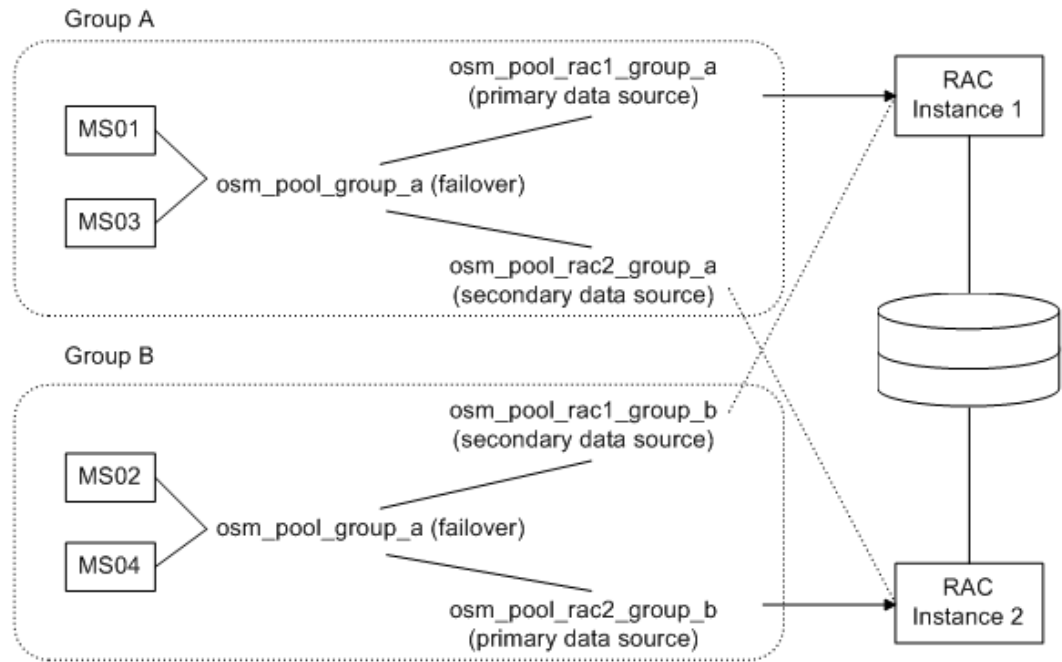 Group A
osm_pool_rac1_group_a
(primary data source)
RAC
Instance 1
MS01
osm_pool_group_a (failover)
MS03
osm_pool_rac2_group_a
(secondary data source)
Group B
osm_pool_rac1_group_b
(secondary data source)
MS02
osm_pool_group_a (failover)
MS04
osm_pool_rac2_group_b
(primary data source)
RAC
Instance 2